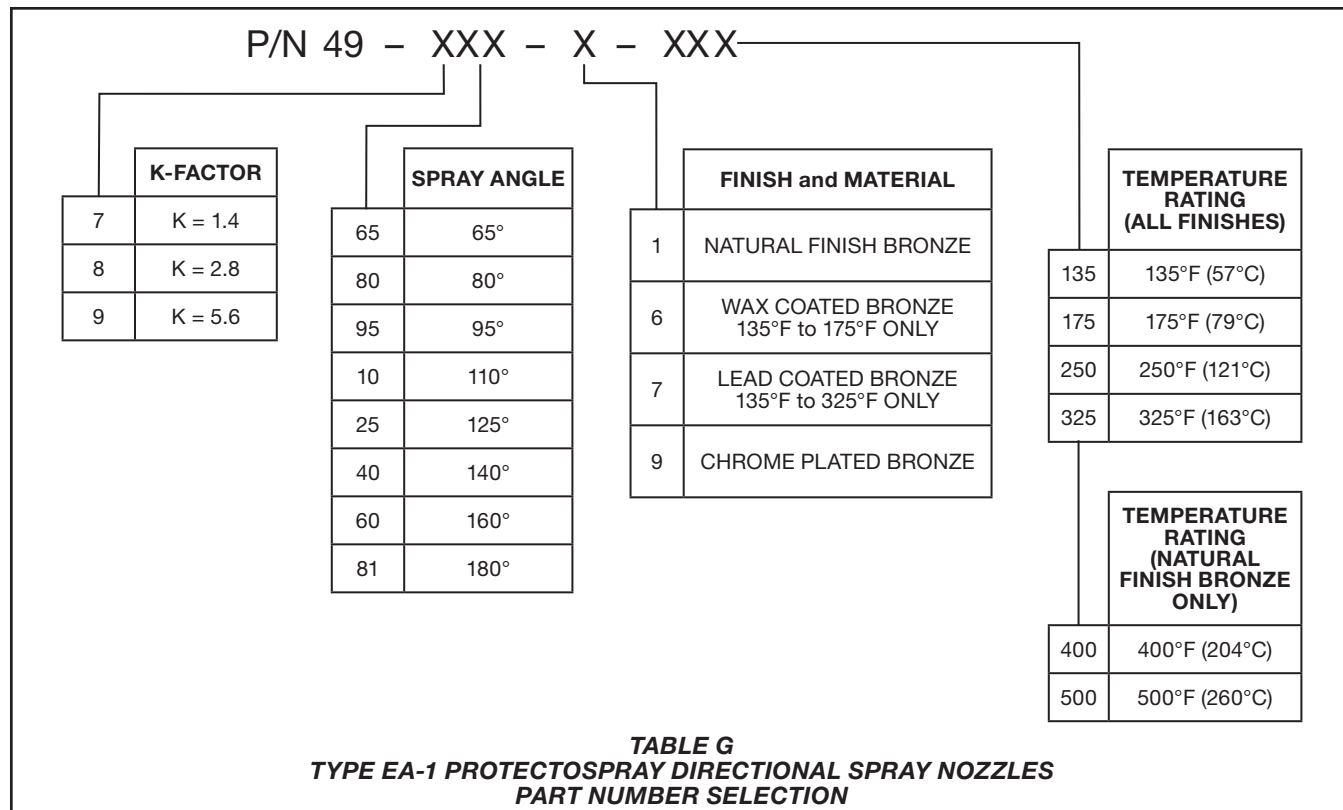 P/N 49 – XXX – X – XXX
K-FACTOR
7 K = 1.4
8 K = 2.8
9 K = 5.6
SPRAY ANGLE
65 65°
80 80°
95 95°
10 110°
25 125°
40 140°
60 160°
81 180°
FINISH and MATERIAL
1 NATURAL FINISH BRONZE
6 WAX COATED BRONZE
135°F to 175°F ONLY
7 LEAD COATED BRONZE
135°F to 325°F ONLY
9 CHROME PLATED BRONZE
TEMPERATURE
RATING
(ALL FINISHES)
135 135°F (57°C)
175 175°F (79°C)
250 250°F (121°C)
325 325°F (163°C)
TEMPERATURE
RATING
(NATURAL
FINISH BRONZE
ONLY)
400 400°F (204°C)
500 500°F (260°C)
TABLE G
TYPE EA-1 PROTECTOSPRAY DIRECTIONAL SPRAY NOZZLES
PART NUMBER SELECTION